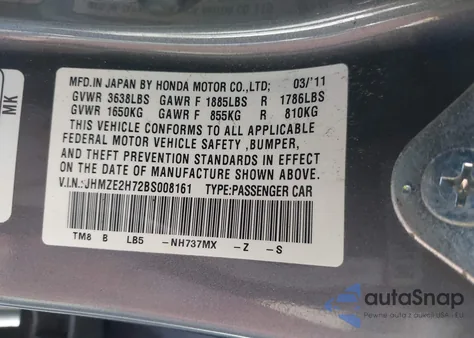 MFD. IN JAPAN BY HONDA MOTOR CO.,LTD; 03/'11
GVWR 3638LBS GAWR F 1885LBS R 1786LBS
GVWR 1650KG GAWR F 855KG R 810KG
THIS VEHICLE CONFORMS TO ALL APPLICABLE
FEDERAL MOTOR VEHICLE SAFETY ,BUMPER,
AND THEFT PREVENTION STANDARDS IN EFFECT
ON THE DATE OF MANUFACTURE SHOWN ABOVE.
V.I.N.:JHMZE2H72BS008161 TYPE:PASSENGER CAR
TM8 B LB5 -NH737MX -Z -S
MK
autoSnap
Pewne auta z